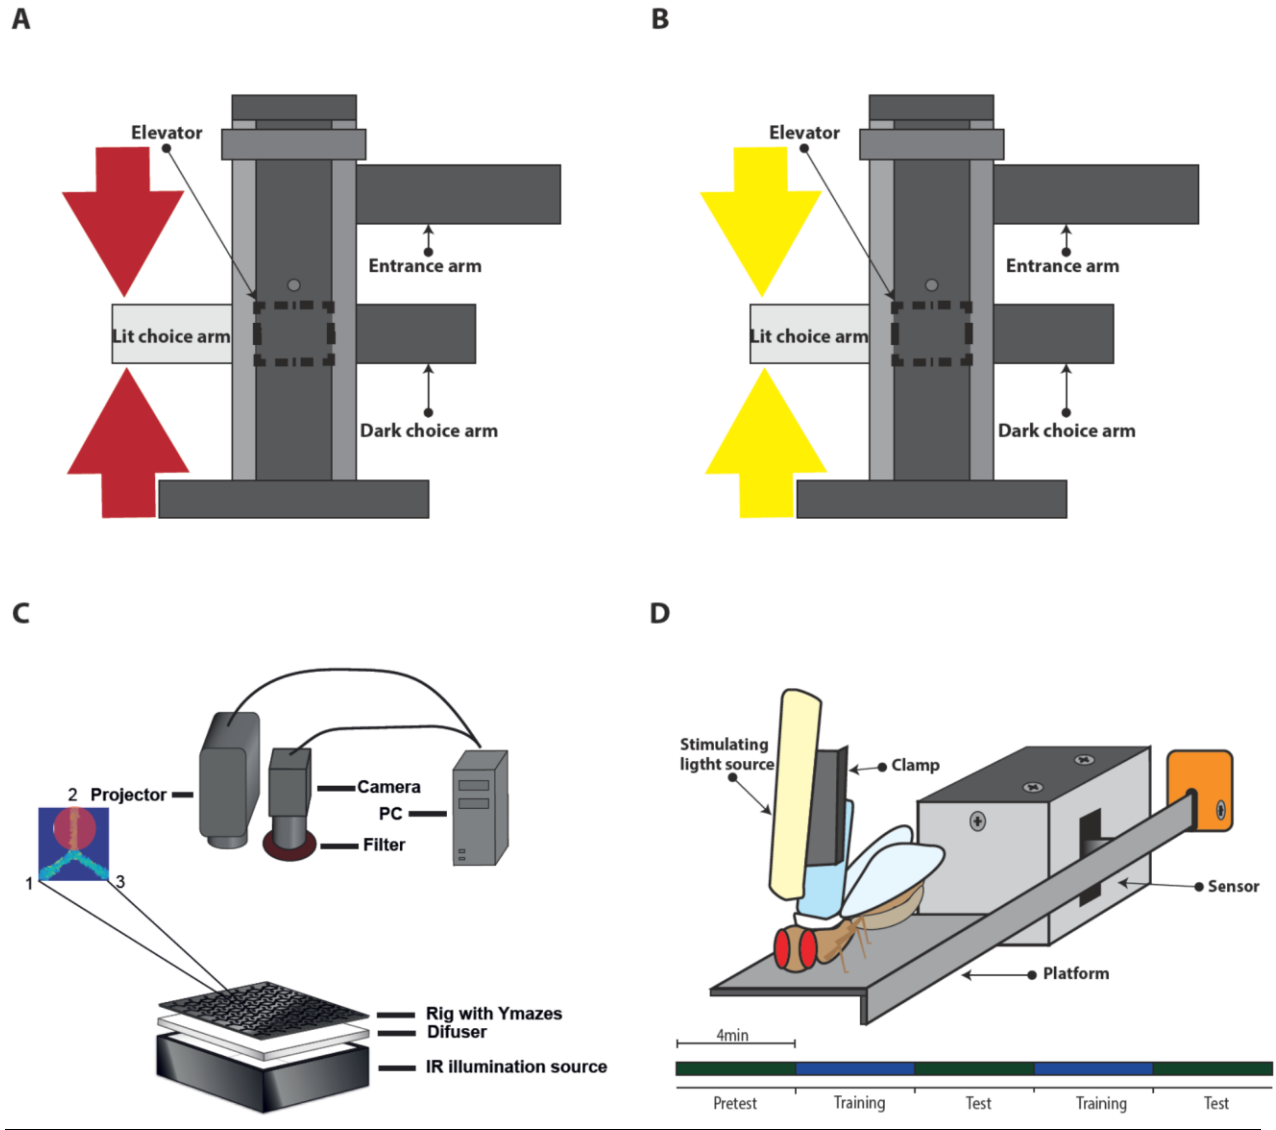 A
Elevator
Entrance arm
Lit choice arm
Dark choice arm
B
Elevator
Entrance arm
Lit choice arm
Dark choice arm
C
2
Projector
Camera
PC
Filter
1
3
Rig with Ymazes
Difuser
IR illumination source
D
Stimulating
ligtht source
Clamp
Sensor
Platform
4min
Pretest
Training
Test
Training
Test